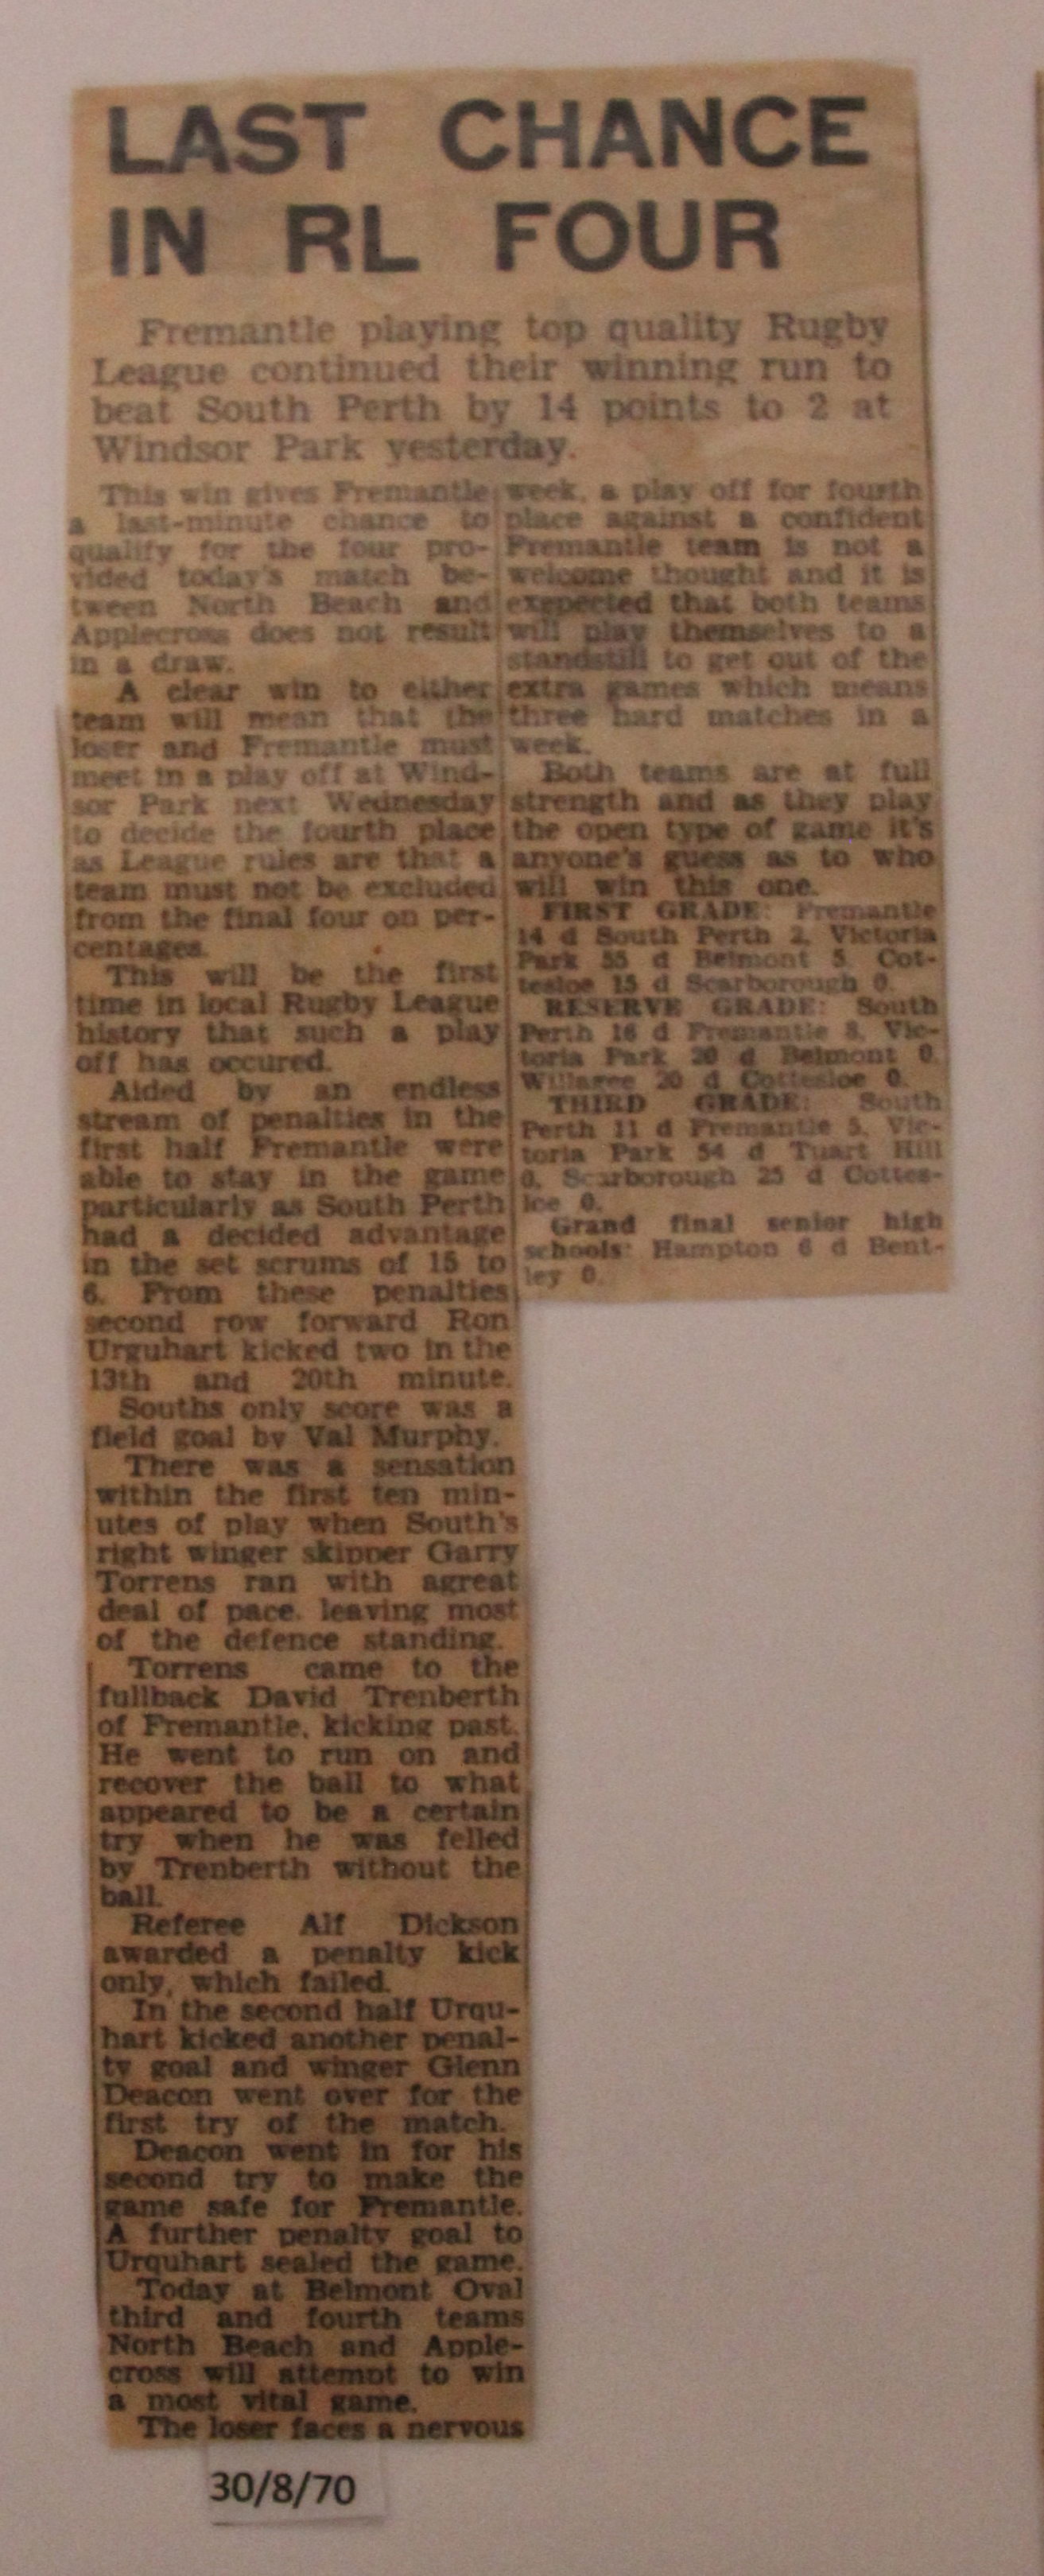 LAST CHANCE
IN RL FOUR
Fremantle playing top quality Rugby
League continued their winning run to
beat South Perth by 14 points to 2 at
Windsor Park yesterday.
This win gives Fremantle
a last-minute chance to
qualify for the four pro-
vided today's match be-
tween North Beach and
Applecross does not result
in a draw.
A clear win to either
team will mean that the
loser and Fremantle must
meet in a play off at Wind-
sor Park next Wednesday
to decide the fourth place
as League rules are that a
team must not be excluded
from the final four on per-
centages.
This will be the first
time in local Rugby League
history that such a play
off has occured.
Aided by an endless
stream of penalties in the
first half Fremantle were
able to stay in the game
particularly as South Perth
had a decided advantage
in the set scrums of 15 to
6. From these penalties
second row forward Ron
Urguhart kicked two in the
13th and 20th minute.
Souths only score was a
field goal by Val Murphy.
There was a sensation
within the first ten min-
utes of play when South's
right winger skipper Garry
Torrens ran with agreat
deal of pace, leaving most
of the defence standing.
Torrens came to the
fullback David Trenberth
of Fremantle, kicking past.
He went to run on and
recover the ball to what
appeared to be a certain
try when he was felled
by Trenberth without the
ball.
Referee Alf Dickson
awarded a penalty kick
only, which failed.
In the second half Urqu-
hart kicked another penal-
ty goal and winger Glenn
Deacon went over for the
first try of the match.
Deacon went in for his
second try to make the
game safe for Fremantle.
A further penalty goal to
Urquhart sealed the game.
Today at Belmont Oval
third and fourth teams
North Beach and Apple-
cross will attempt to win
a most vital game.
The loser faces a nervous
week, a play off for fourth
place against a confident
Fremantle team is not a
welcome thought and it is
exepected that both teams
will play themselves to a
standstill to get out of the
extra games which means
three hard matches in a
week.
Both teams are at full
strength and as they play
the open type of game it's
anyone's guess as to who
will win this one.
FIRST GRADE: Fremantle
14 d South Perth 2, Victoria
Park 55 d Belmont 5, Cot-
tesloe 15 d Scarborough 0.
RESERVE GRADE: South
Perth 16 d Fremantle 8, Vic-
toria Park 20 d Belmont 0,
Willagee 20 d Cottesloe 0.
THIRD GRADE: South
Perth 11 d Fremantle 5, Vic-
toria Park 54 d Tuart Hill
0, Scarborough 25 d Cottes-
loe 0.
Grand final senior high
schools: Hampton 6 d Bent-
ley 0.
30/8/70